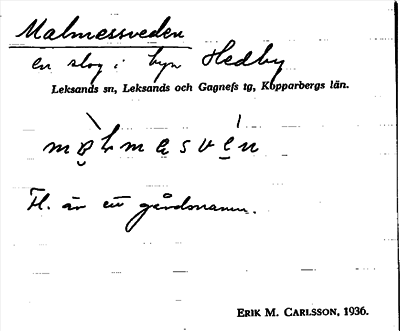 Malmessveden
en slog i byn Hedby
Leksands sn, Leksands och Gagnefs tg, Kopparbergs län.
Fl. är ett gårdsnamn.
ERIK M. CARLSSON, 1936.